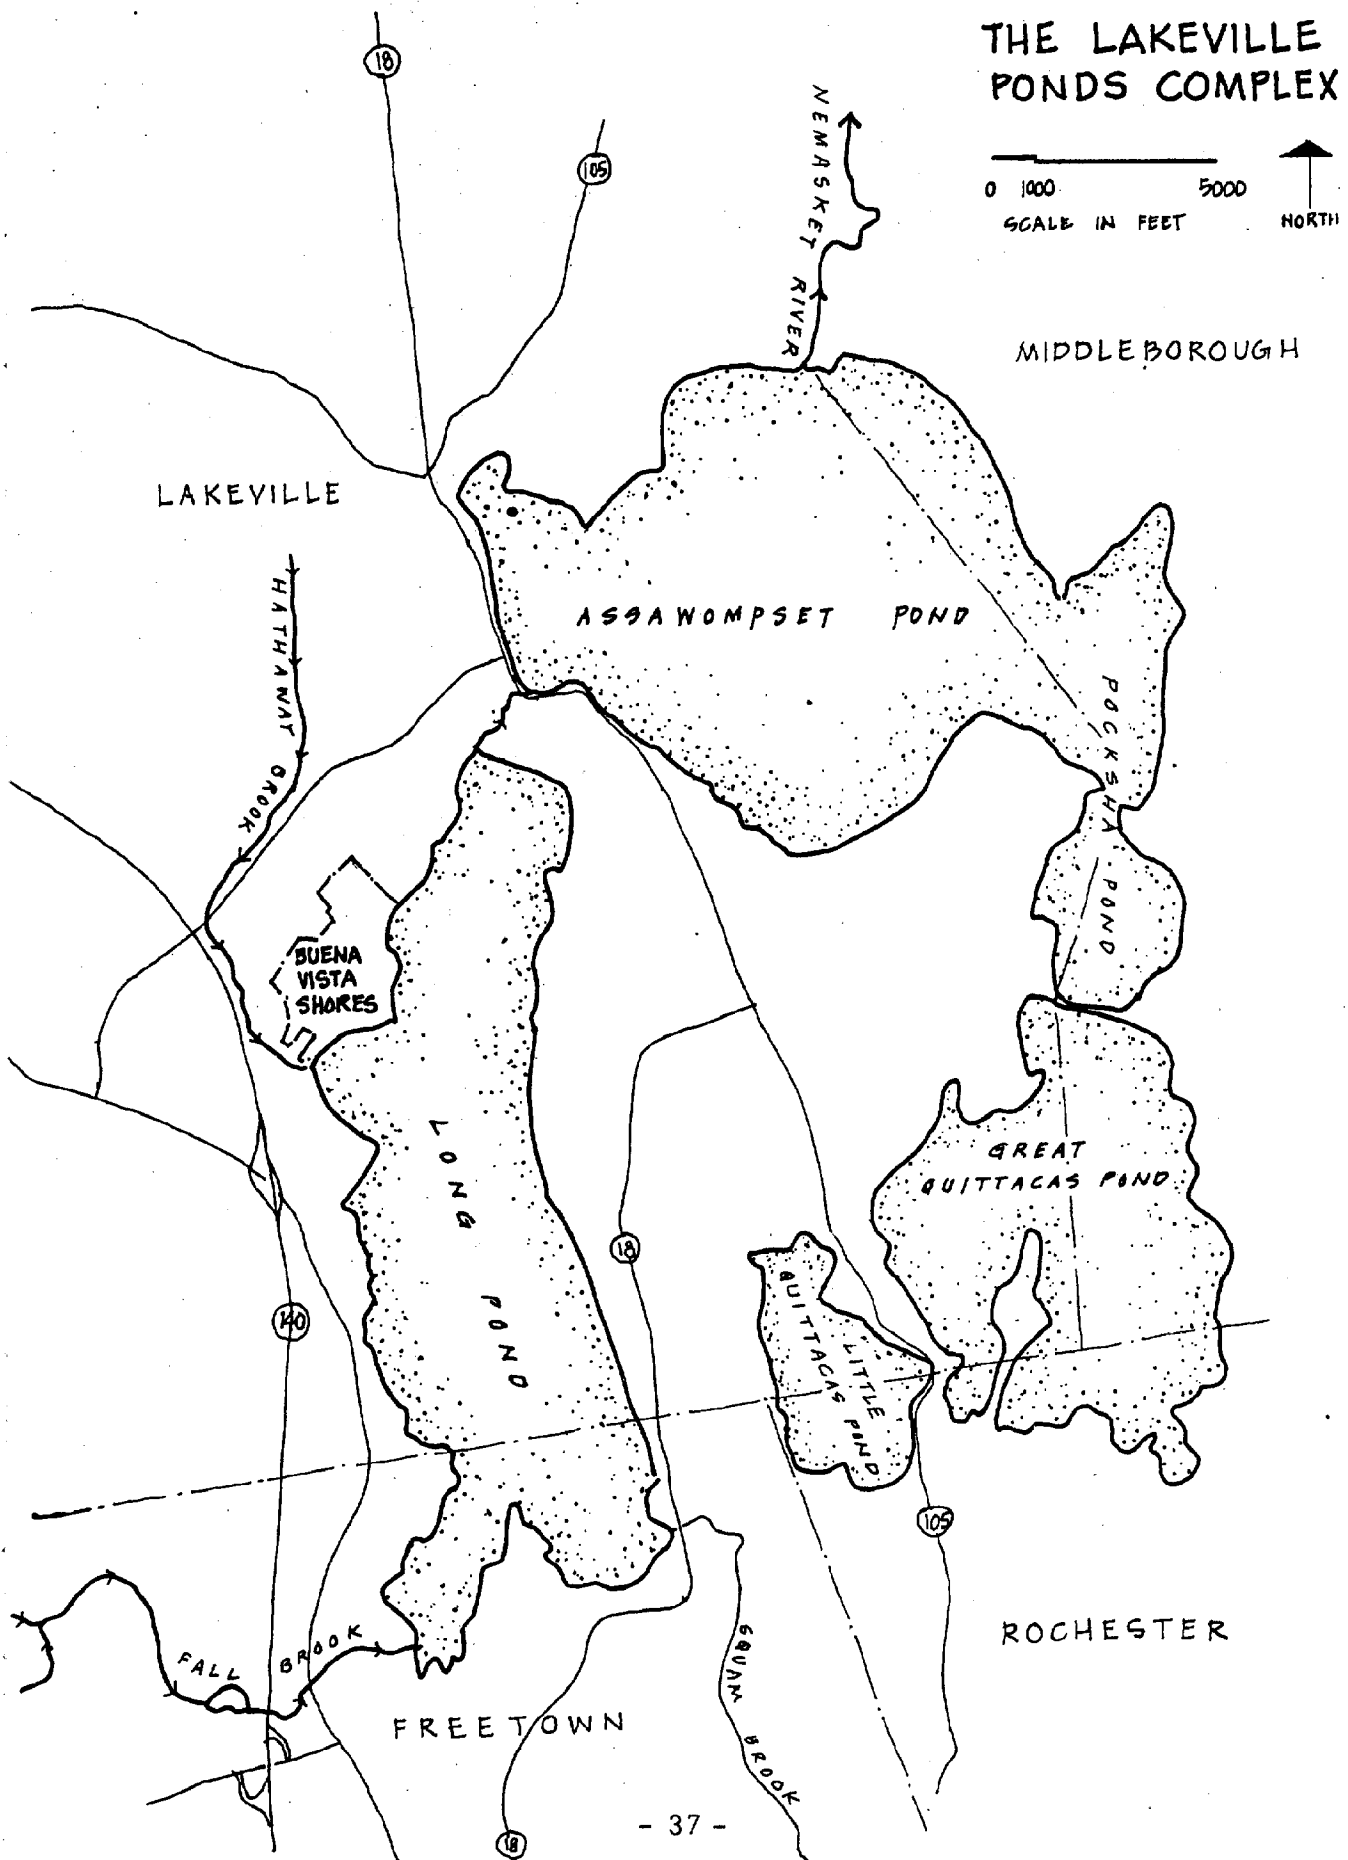 THE LAKEVILLE
PONDS COMPLEX
0 1000 5000
SCALE IN FEET
NORTH
18
105
NEMASKET RIVER
MIDDLEBOROUGH
LAKEVILLE
HATHAWAY BROOK
ASSAWOMPSET POND
POCKSHA POND
BUENA
VISTA
SHORES
LONG POND
GREAT
QUITTACAS POND
18
LITTLE
QUITTACAS POND
140
105
ROCHESTER
FALL BROOK
SQUAM BROOK
FREETOWN
18
- 37 -